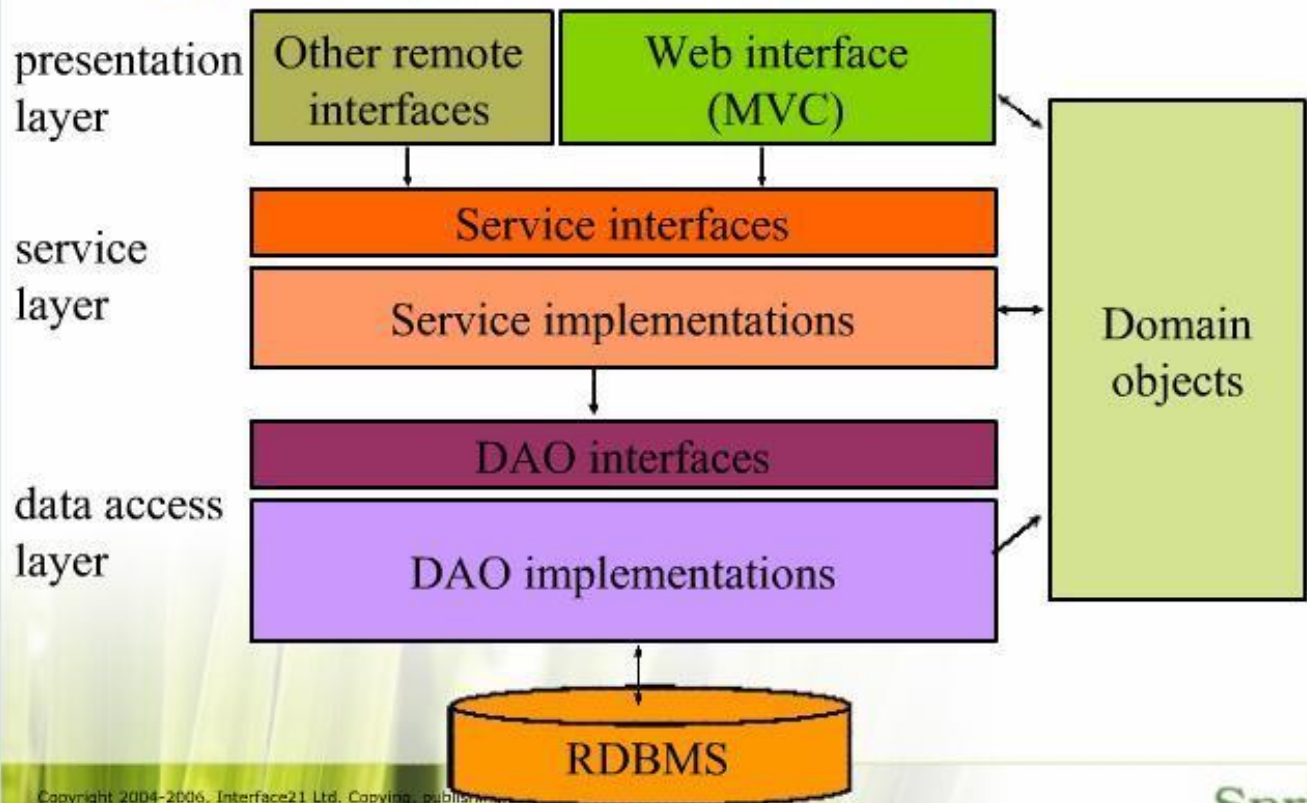 presentation
layer
Other remote
interfaces
Web interface
(MVC)
service
layer
Service interfaces
Service implementations
Domain
objects
data access
layer
DAO interfaces
DAO implementations
RDBMS
Copyright 2004-2006, Interface21 Ltd. Copying,